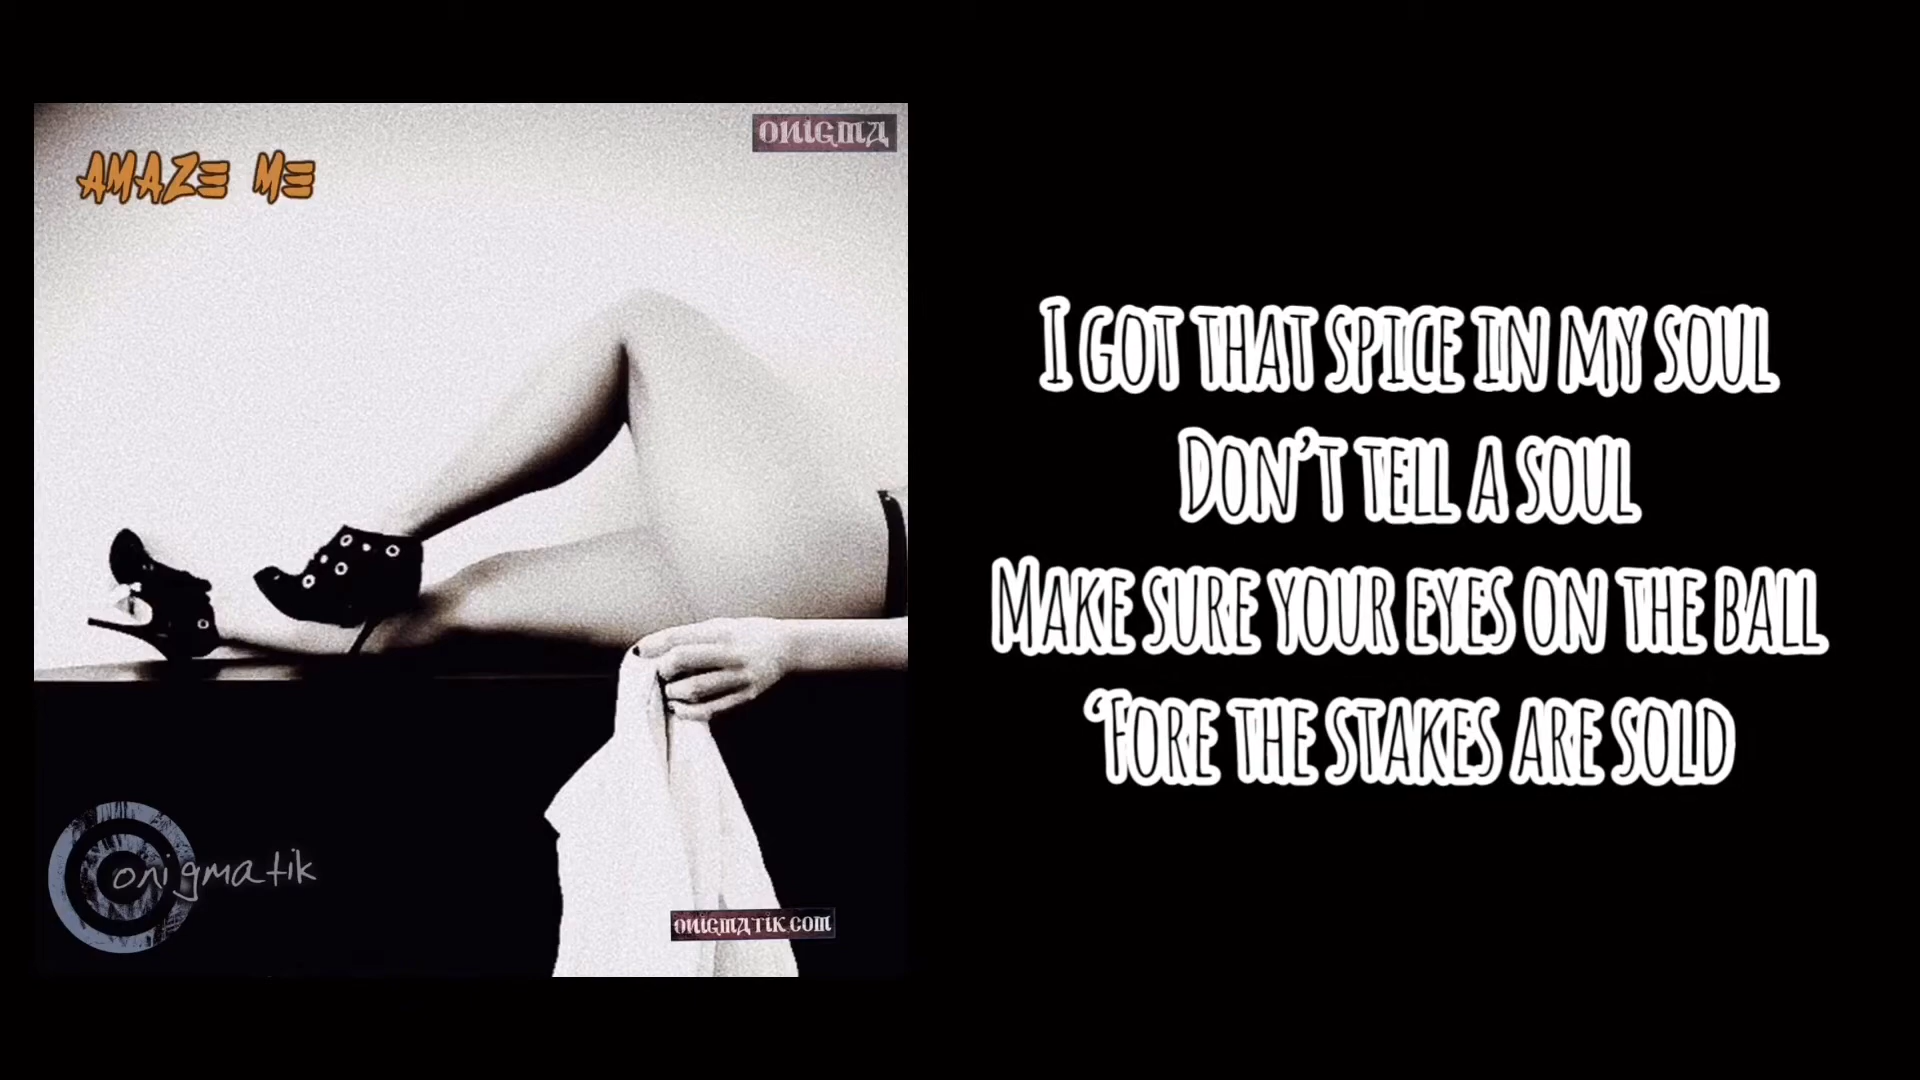 AMAZE ME
ONIGMA
I GOT THAT SPICE IN MY SOUL
DON'T TELL A SOUL
MAKE SURE YOUR EYES ON THE BALL
‘FORE THE STAKES ARE SOLD
onigmatik
ONIGMATIK.COM